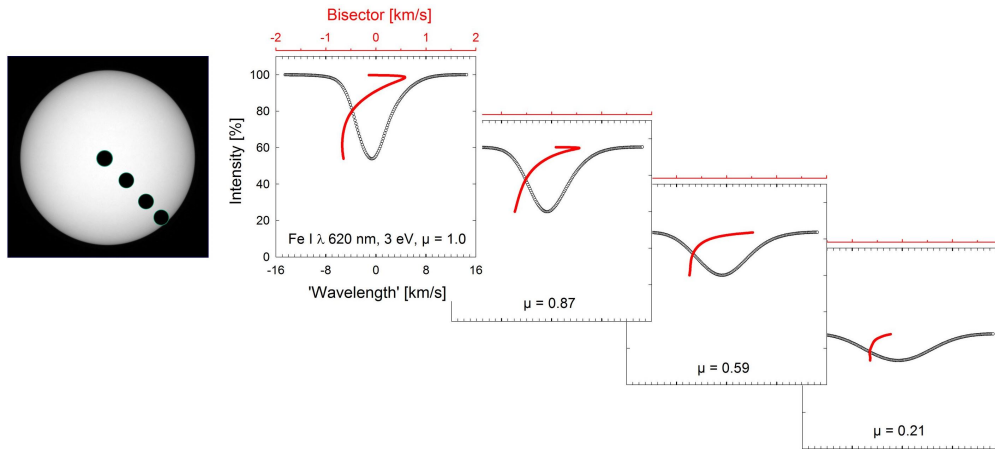 Bisector [km/s]
-2 -1 0 1 2
Intensity [%]
100
80
60
40
20
0
Fe I λ 620 nm, 3 eV, µ = 1.0
-16 -8 0 8 16
'Wavelength' [km/s]
µ = 0.87
µ = 0.59
µ = 0.21